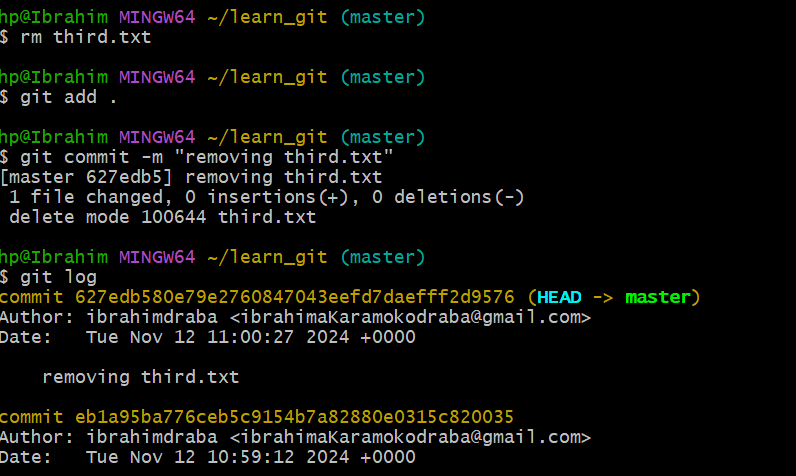 hp@Ibrahim MINGW64 ~/learn_git (master)
$ rm third.txt
hp@Ibrahim MINGW64 ~/learn_git (master)
$ git add .
hp@Ibrahim MINGW64 ~/learn_git (master)
$ git commit -m "removing third.txt"
[master 627edb5] removing third.txt
 1 file changed, 0 insertions(+), 0 deletions(-)
 delete mode 100644 third.txt
hp@Ibrahim MINGW64 ~/learn_git (master)
$ git log
commit 627edb580e79e2760847043eefd7daefff2d9576 (HEAD -> master)
Author: ibrahimdraba <ibrahimaKaramokodraba@gmail.com>
Date:   Tue Nov 12 11:00:27 2024 +0000
    removing third.txt
commit eb1a95ba776ceb5c9154b7a82880e0315c820035
Author: ibrahimdraba <ibrahimaKaramokodraba@gmail.com>
Date:   Tue Nov 12 10:59:12 2024 +0000